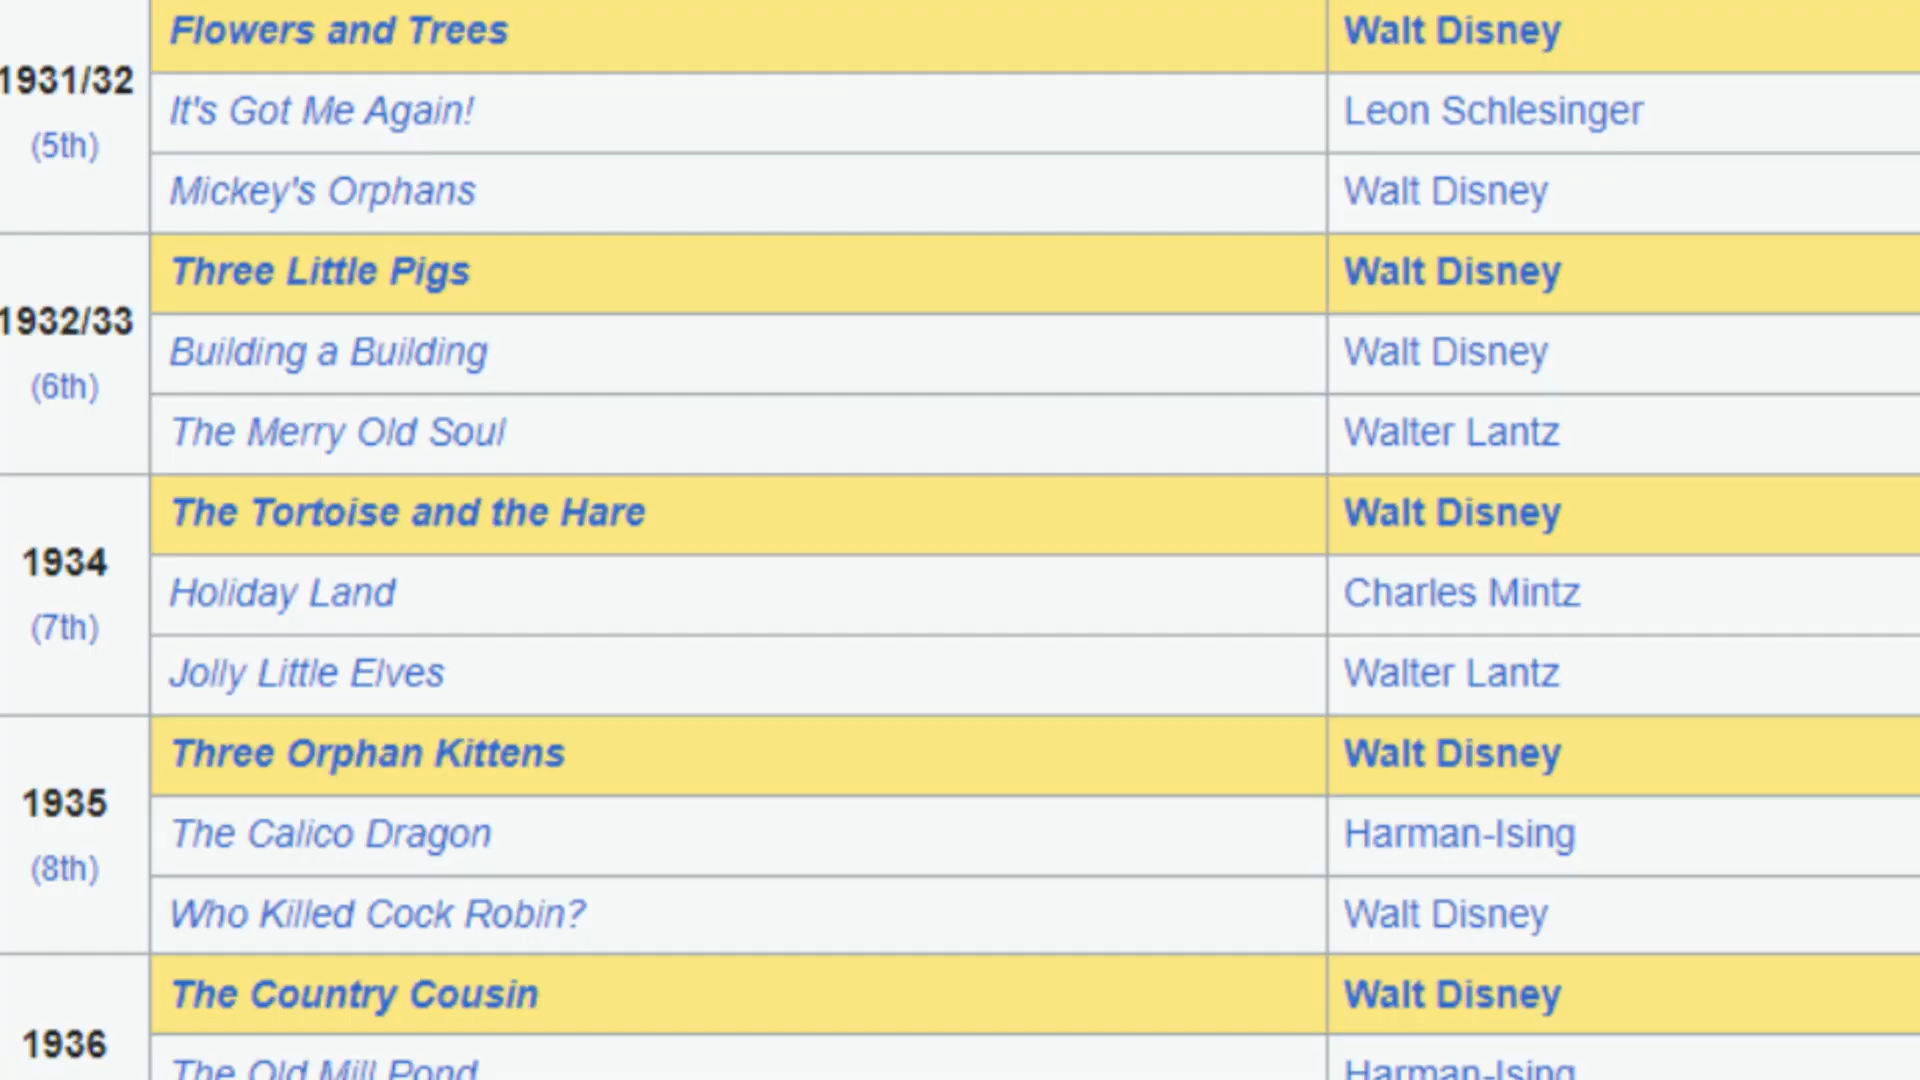 Flowers and Trees Walt Disney
1931/32
It's Got Me Again! Leon Schlesinger
(5th)
Mickey's Orphans Walt Disney
Three Little Pigs Walt Disney
1932/33
Building a Building Walt Disney
(6th)
The Merry Old Soul Walter Lantz
The Tortoise and the Hare Walt Disney
1934
Holiday Land Charles Mintz
(7th)
Jolly Little Elves Walter Lantz
Three Orphan Kittens Walt Disney
1935
The Calico Dragon Harman-Ising
(8th)
Who Killed Cock Robin? Walt Disney
The Country Cousin Walt Disney
1936
The Old Mill Pond Harman-Ising